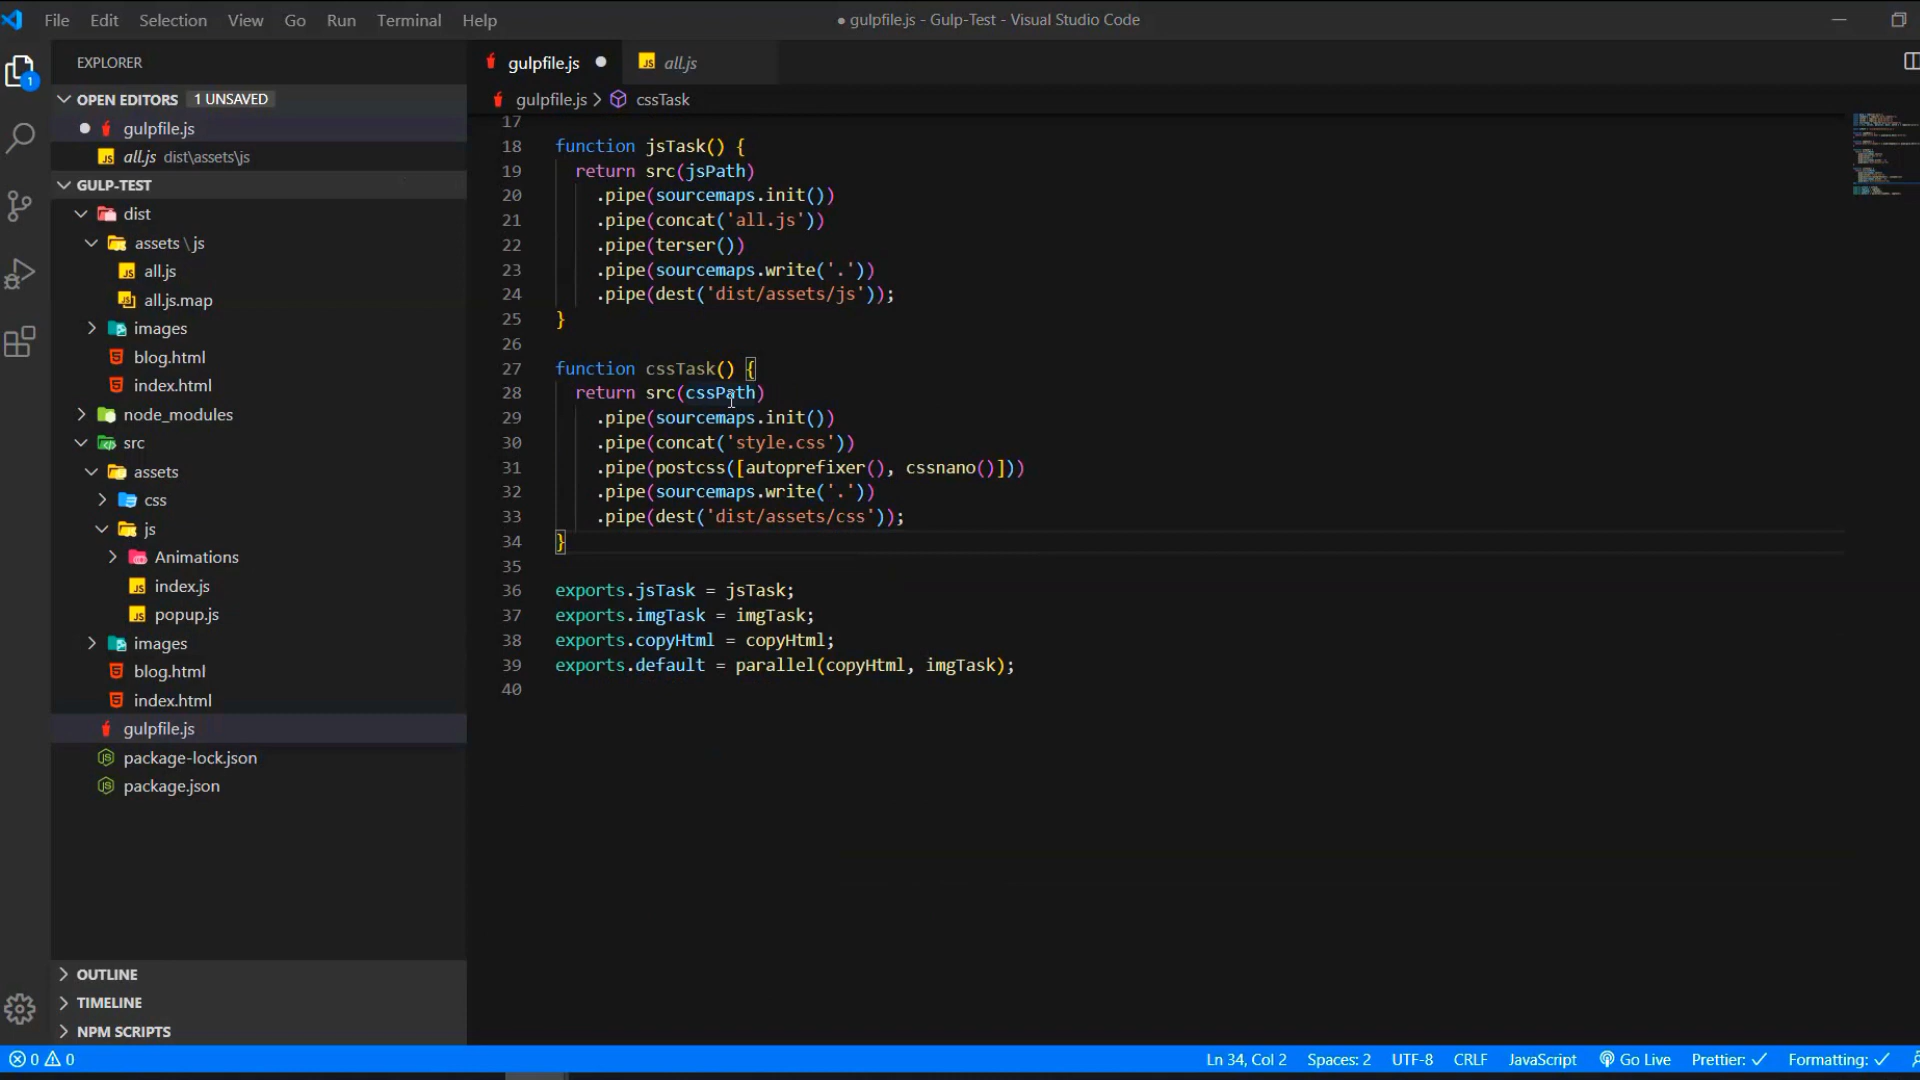 File Edit Selection View Go Run Terminal Help
● gulpfile.js - Gulp-Test - Visual Studio Code
EXPLORER
OPEN EDITORS 1 UNSAVED
gulpfile.js
all.js dist\assets\js
GULP-TEST
dist
assets \ js
all.js
all.js.map
images
blog.html
index.html
node_modules
src
assets
css
js
Animations
index.js
popup.js
images
blog.html
index.html
gulpfile.js
package-lock.json
package.json
OUTLINE
TIMELINE
NPM SCRIPTS
1
gulpfile.js
JS all.js
gulpfile.js > cssTask
17
18 function jsTask() {
19 return src(jsPath)
20 .pipe(sourcemaps.init())
21 .pipe(concat('all.js'))
22 .pipe(terser())
23 .pipe(sourcemaps.write('.'))
24 .pipe(dest('dist/assets/js'));
25 }
26
27 function cssTask() {
28 return src(cssPath)
29 .pipe(sourcemaps.init())
30 .pipe(concat('style.css'))
31 .pipe(postcss([autoprefixer(), cssnano()]))
32 .pipe(sourcemaps.write('.'))
33 .pipe(dest('dist/assets/css'));
34 }
35
36 exports.jsTask = jsTask;
37 exports.imgTask = imgTask;
38 exports.copyHtml = copyHtml;
39 exports.default = parallel(copyHtml, imgTask);
40
0 0 Ln 34, Col 2 Spaces: 2 UTF-8 CRLF JavaScript Go Live Prettier: ✓ Formatting: ✓